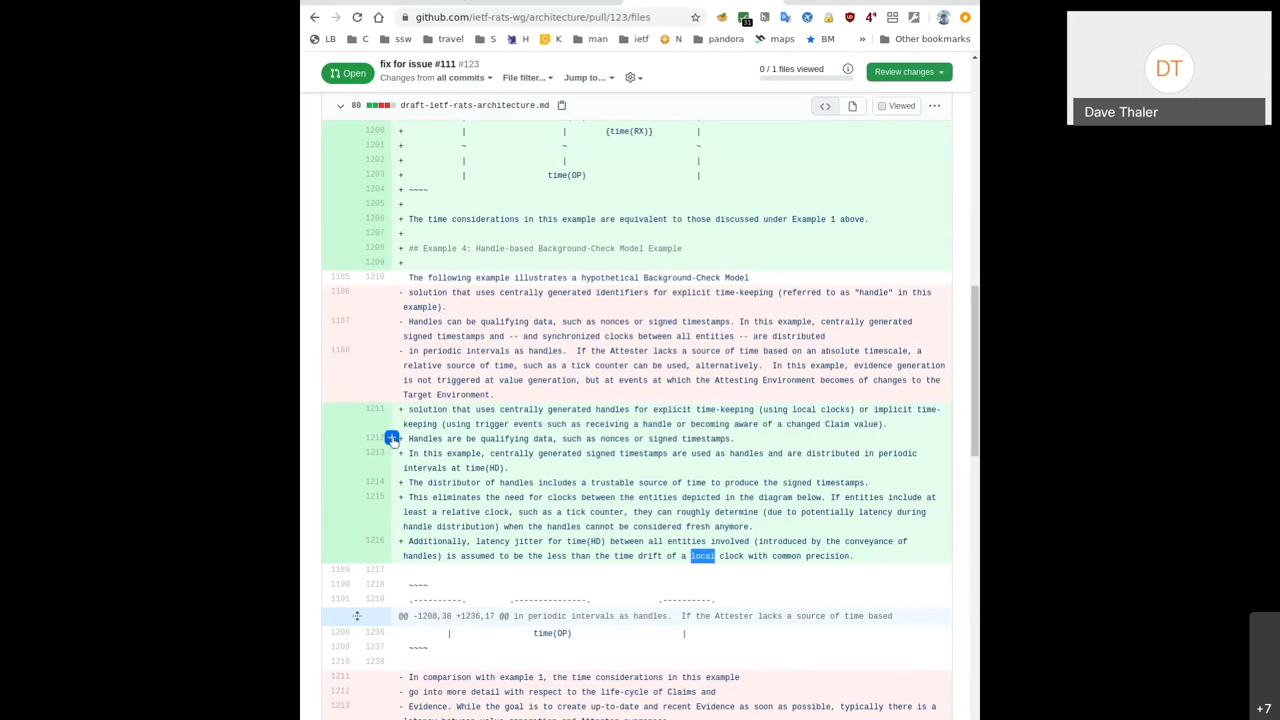 github.com/ietf-rats-wg/architecture/pull/123/files
LB C ssw travel S H K man ietf N pandora maps BM » Other bookmarks
Open
fix for issue #111 #123
Changes from all commits File filter... Jump to...
0 / 1 files viewed
Review changes
80 draft-ietf-rats-architecture.md Viewed
1200 + | | {time(RX)} |
1201 + ~ ~ ~
1202 + | | |
1203 + | time(OP) |
1204 + ~~~~
1205 +
1206 + The time considerations in this example are equivalent to those discussed under Example 1 above.
1207 +
1208 + ## Example 4: Handle-based Background-Check Model Example
1209 +
1185 1210 The following example illustrates a hypothetical Background-Check Model
1186 - solution that uses centrally generated identifiers for explicit time-keeping (referred to as "handle" in this
example).
1187 - Handles can be qualifying data, such as nonces or signed timestamps. In this example, centrally generated
signed timestamps and -- and synchronized clocks between all entities -- are distributed
1188 - in periodic intervals as handles. If the Attester lacks a source of time based on an absolute timescale, a
relative source of time, such as a tick counter can be used, alternatively. In this example, evidence generation
is not triggered at value generation, but at events at which the Attesting Environment becomes of changes to the
Target Environment.
1211 + solution that uses centrally generated handles for explicit time-keeping (using local clocks) or implicit time-
keeping (using trigger events such as receiving a handle or becoming aware of a changed Claim value).
1212 + Handles are be qualifying data, such as nonces or signed timestamps.
1213 + In this example, centrally generated signed timestamps are used as handles and are distributed in periodic
intervals at time(HD).
1214 + The distributor of handles includes a trustable source of time to produce the signed timestamps.
1215 + This eliminates the need for clocks between the entities depicted in the diagram below. If entities include at
least a relative clock, such as a tick counter, they can roughly determine (due to potentially latency during
handle distribution) when the handles cannot be considered fresh anymore.
1216 + Additionally, latency jitter for time(HD) between all entities involved (introduced by the conveyance of
handles) is assumed to be the less than the time drift of a local clock with common precision.
1189 1217
1190 1218 ~~~~
1191 1219 .----------. .---------------. .----------.
@@ -1208,38 +1236,17 @@ in periodic intervals as handles. If the Attester lacks a source of time based
1208 1236 | time(OP) |
1209 1237 ~~~~
1210 1238
1211 - In comparison with example 1, the time considerations in this example
1212 - go into more detail with respect to the life-cycle of Claims and
1213 - Evidence. While the goal is to create up-to-date and recent Evidence as soon as possible, typically there is a
DT
Dave Thaler
+7